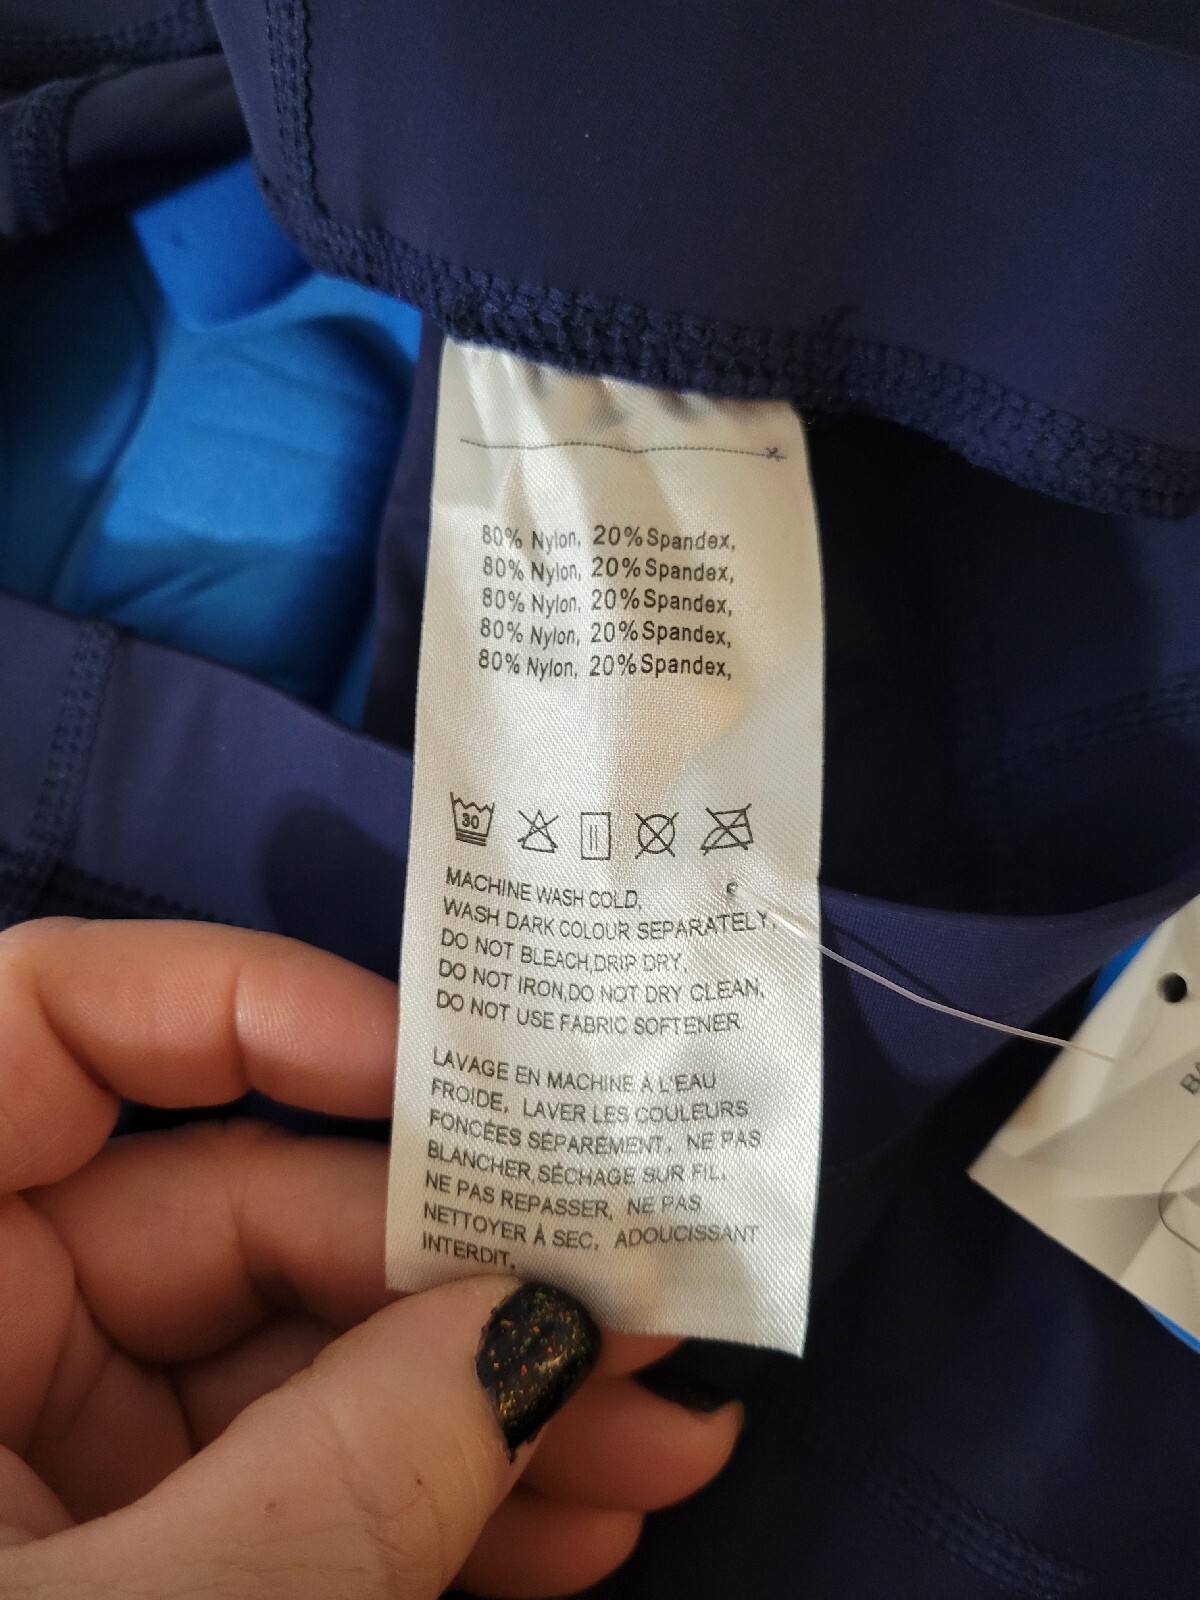 80% Nylon, 20%Spandex,
80% Nylon, 20%Spandex,
80% Nylon, 20%Spandex,
80% Nylon, 20%Spandex,
80% Nylon, 20%Spandex,
30
MACHINE WASH COLD,
WASH DARK COLOUR SEPARATELY,
DO NOT BLEACH,DRIP DRY,
DO NOT IRON,DO NOT DRY CLEAN,
DO NOT USE FABRIC SOFTENER
LAVAGE EN MACHINE À L'EAU
FROIDE, LAVER LES COULEURS
FONCÉES SÉPARÉMENT, NE PAS
BLANCHER,SÉCHAGE SUR FIL,
NE PAS REPASSER, NE PAS
NETTOYER À SEC, ADOUCISSANT
INTERDIT,